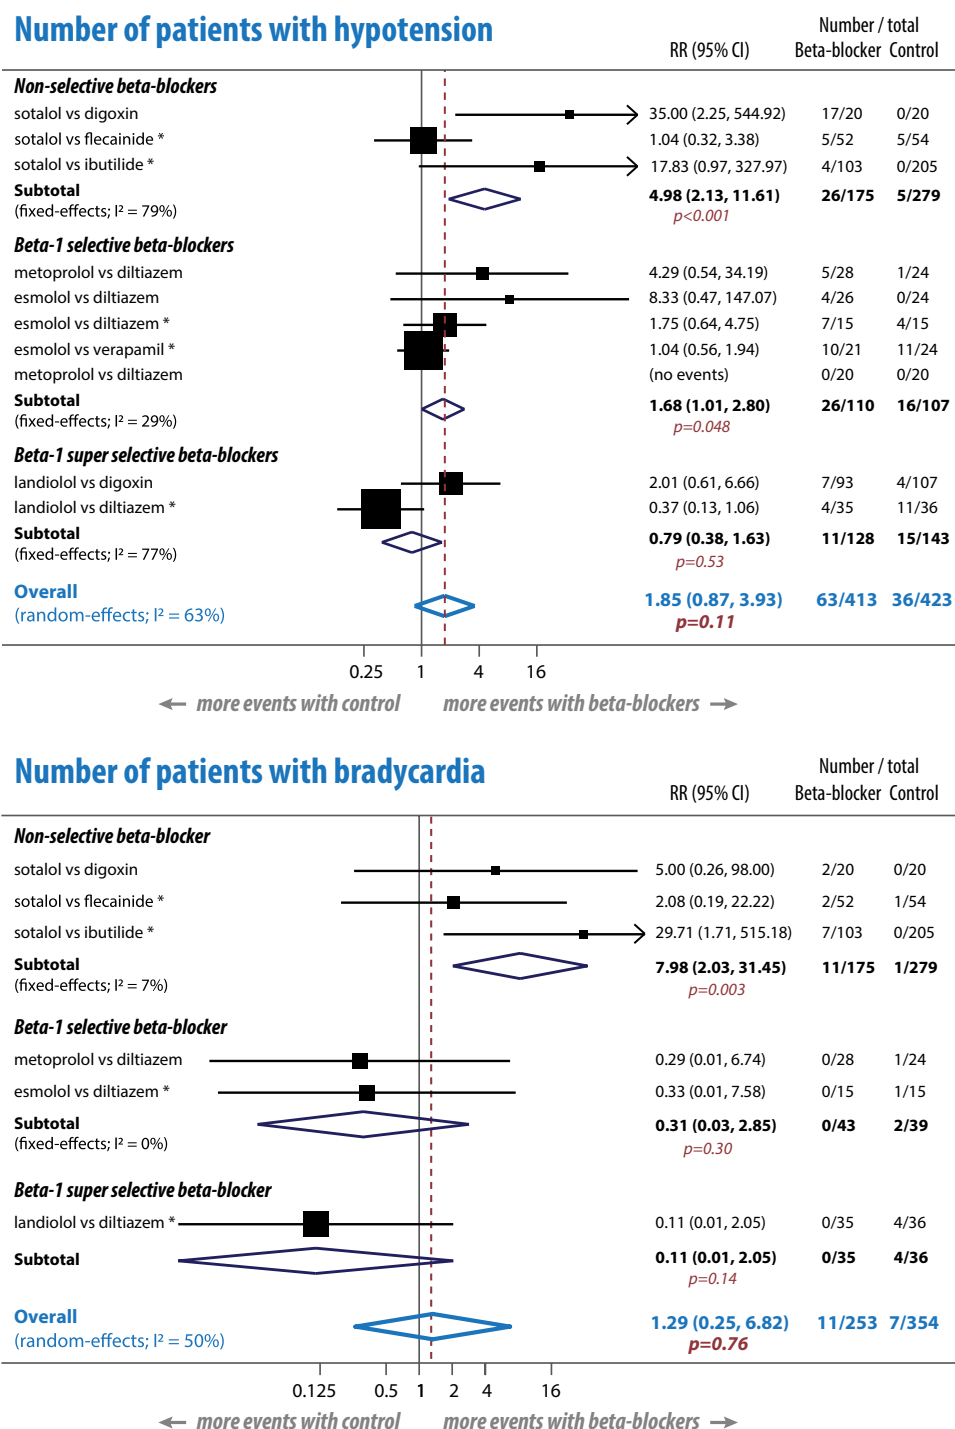 Number of patients with hypotension
Number / total
RR (95% CI) Beta-blocker Control
Non-selective beta-blockers
sotalol vs digoxin 35.00 (2.25, 544.92) 17/20 0/20
sotalol vs flecainide * 1.04 (0.32, 3.38) 5/52 5/54
sotalol vs ibutilide * 17.83 (0.97, 327.97) 4/103 0/205
Subtotal 4.98 (2.13, 11.61) 26/175 5/279
(fixed-effects; I² = 79%) p<0.001
Beta-1 selective beta-blockers
metoprolol vs diltiazem 4.29 (0.54, 34.19) 5/28 1/24
esmolol vs diltiazem 8.33 (0.47, 147.07) 4/26 0/24
esmolol vs diltiazem * 1.75 (0.64, 4.75) 7/15 4/15
esmolol vs verapamil * 1.04 (0.56, 1.94) 10/21 11/24
metoprolol vs diltiazem (no events) 0/20 0/20
Subtotal 1.68 (1.01, 2.80) 26/110 16/107
(fixed-effects; I² = 29%) p=0.048
Beta-1 super selective beta-blockers
landiolol vs digoxin 2.01 (0.61, 6.66) 7/93 4/107
landiolol vs diltiazem * 0.37 (0.13, 1.06) 4/35 11/36
Subtotal 0.79 (0.38, 1.63) 11/128 15/143
(fixed-effects; I² = 77%) p=0.53
Overall 1.85 (0.87, 3.93) 63/413 36/423
(random-effects; I² = 63%) p=0.11
0.25 1 4 16
← more events with control more events with beta-blockers →
Number of patients with bradycardia
Number / total
RR (95% CI) Beta-blocker Control
Non-selective beta-blocker
sotalol vs digoxin 5.00 (0.26, 98.00) 2/20 0/20
sotalol vs flecainide * 2.08 (0.19, 22.22) 2/52 1/54
sotalol vs ibutilide * 29.71 (1.71, 515.18) 7/103 0/205
Subtotal 7.98 (2.03, 31.45) 11/175 1/279
(fixed-effects; I² = 7%) p=0.003
Beta-1 selective beta-blocker
metoprolol vs diltiazem 0.29 (0.01, 6.74) 0/28 1/24
esmolol vs diltiazem * 0.33 (0.01, 7.58) 0/15 1/15
Subtotal 0.31 (0.03, 2.85) 0/43 2/39
(fixed-effects; I² = 0%) p=0.30
Beta-1 super selective beta-blocker
landiolol vs diltiazem * 0.11 (0.01, 2.05) 0/35 4/36
Subtotal 0.11 (0.01, 2.05) 0/35 4/36
p=0.14
Overall 1.29 (0.25, 6.82) 11/253 7/354
(random-effects; I² = 50%) p=0.76
0.125 0.5 1 2 4 16
← more events with control more events with beta-blockers →